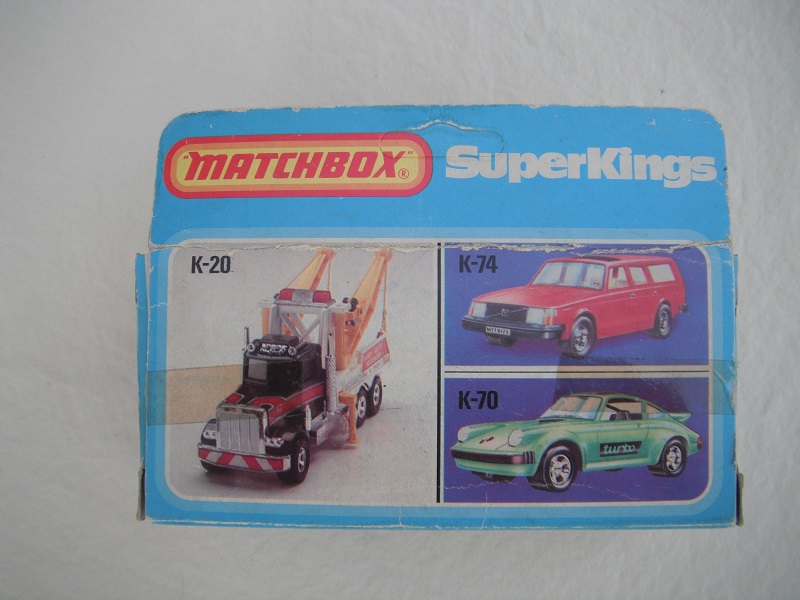 "MATCHBOX"®
SuperKings
K-20
K-74
K-70
turbo